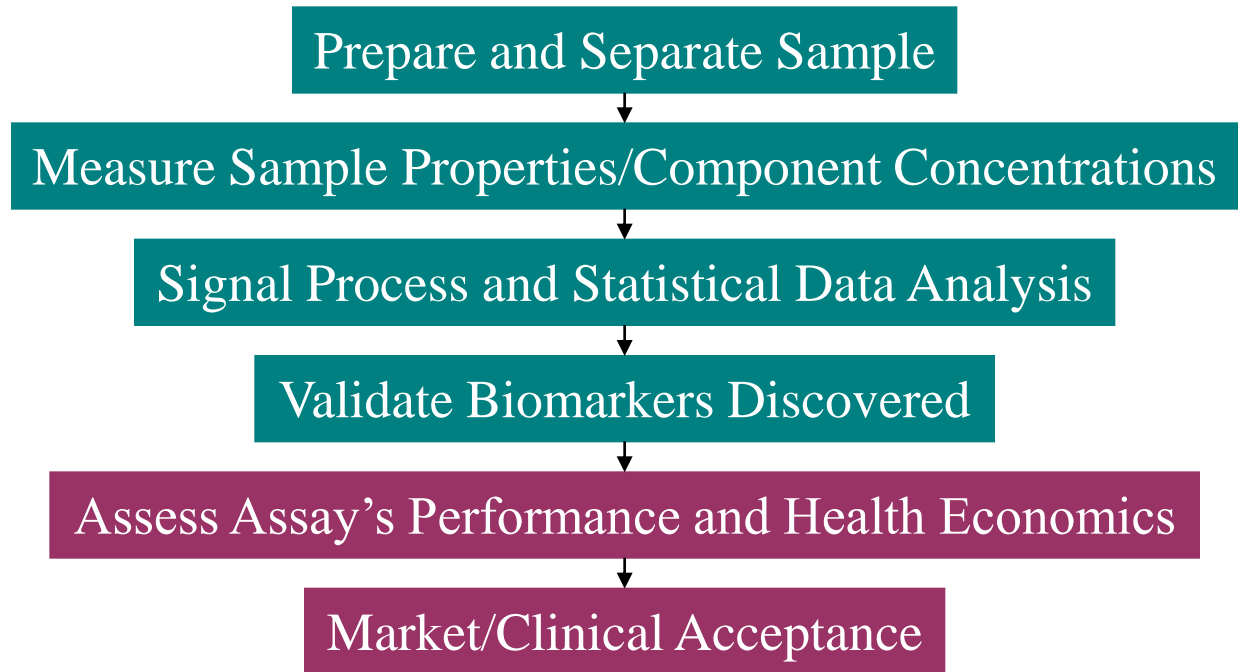 Prepare and Separate Sample
Measure Sample Properties/Component Concentrations
Signal Process and Statistical Data Analysis
Validate Biomarkers Discovered
Assess Assay’s Performance and Health Economics
Market/Clinical Acceptance